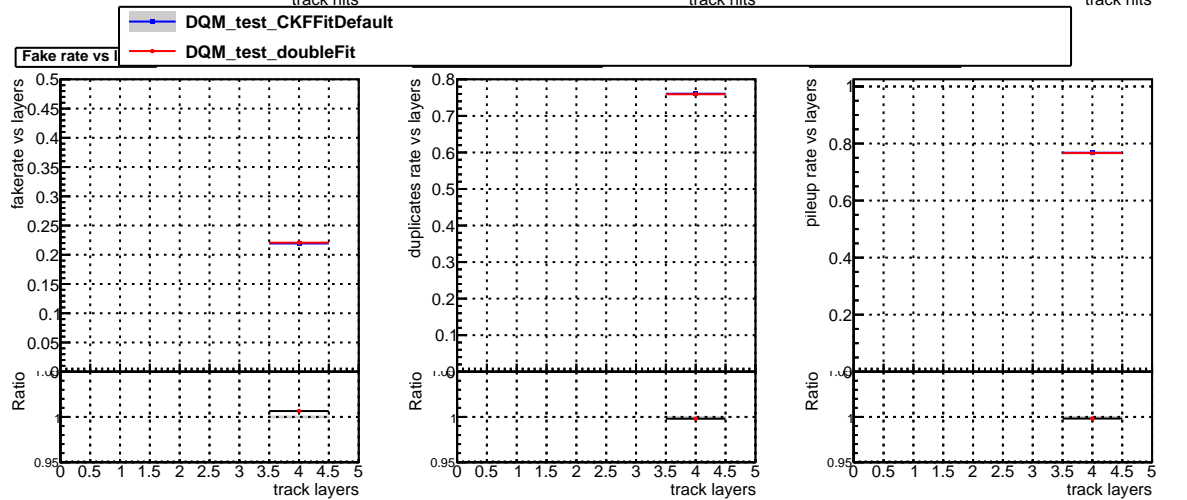 track hits track hits track hits
DQM_test_CKFFitDefault
DQM_test_doubleFit
Fake rate vs l
fakerate vs layers
0.5
0.45
0.4
0.35
0.3
0.25
0.2
0.15
0.1
0.05
0
Ratio
1
0.95
0 0.5 1 1.5 2 2.5 3 3.5 4 4.5 5
track layers
duplicates rate vs layers
0.8
0.7
0.6
0.5
0.4
0.3
0.2
0.1
0
Ratio
1
0.95
0 0.5 1 1.5 2 2.5 3 3.5 4 4.5 5
track layers
pileup rate vs layers
1
0.8
0.6
0.4
0.2
0
Ratio
1
0.95
0 0.5 1 1.5 2 2.5 3 3.5 4 4.5 5
track layers